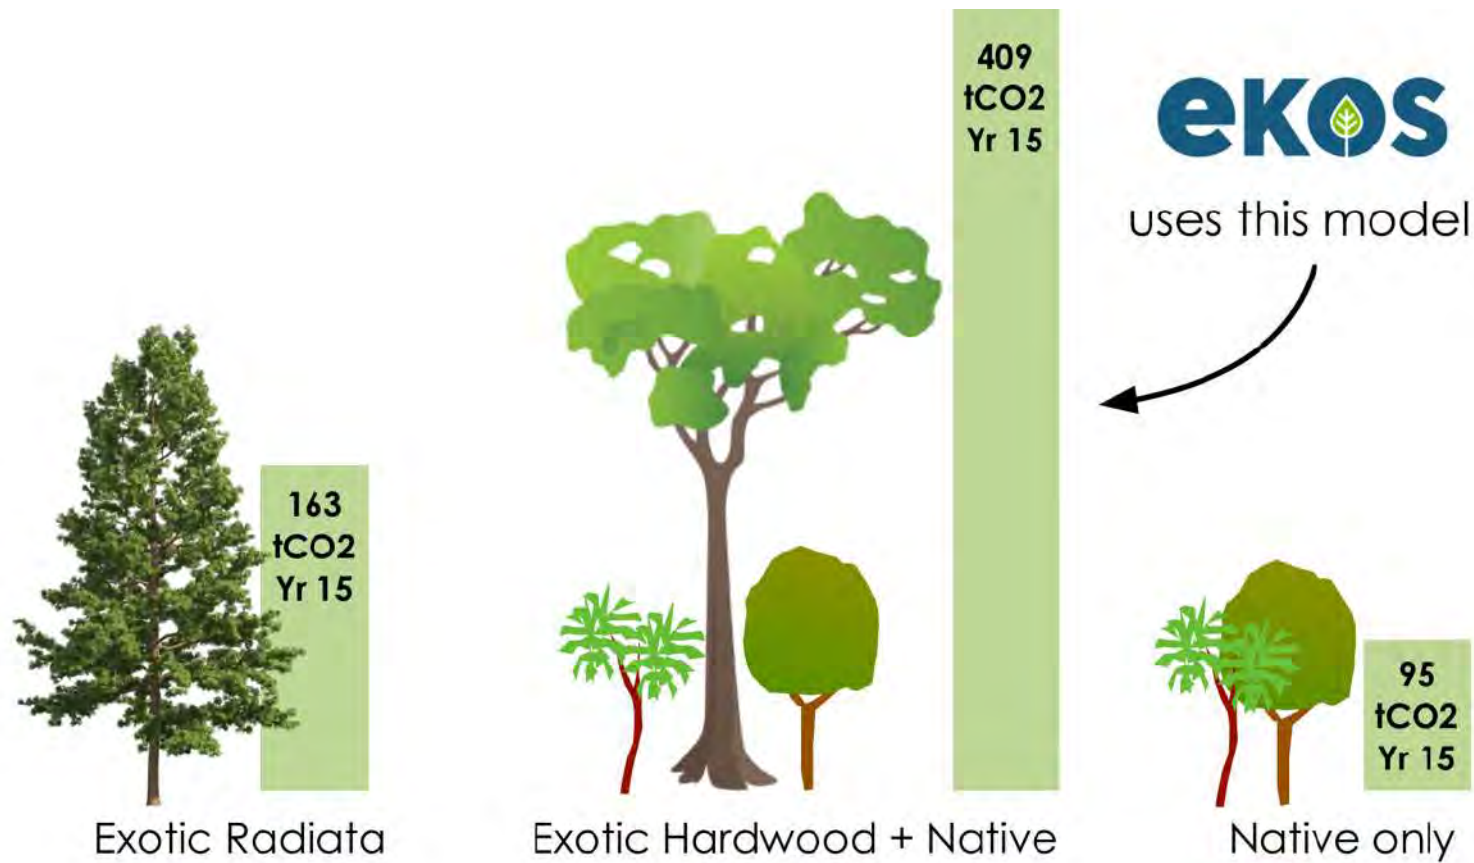 409
tCO2
Yr 15
ekos
uses this model
163
tCO2
Yr 15
95
tCO2
Yr 15
Exotic Radiata
Exotic Hardwood + Native
Native only